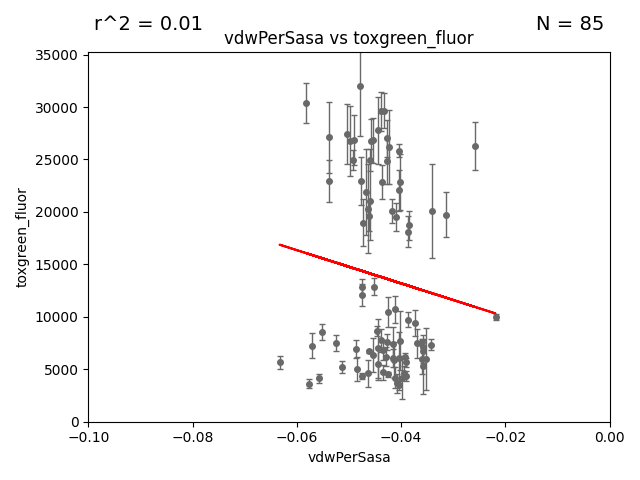 r^2 = 0.01
N = 85
vdwPerSasa vs toxgreen_fluor
35000
30000
25000
20000
15000
10000
5000
0
toxgreen_fluor
−0.10
−0.08
−0.06
−0.04
−0.02
0.00
vdwPerSasa